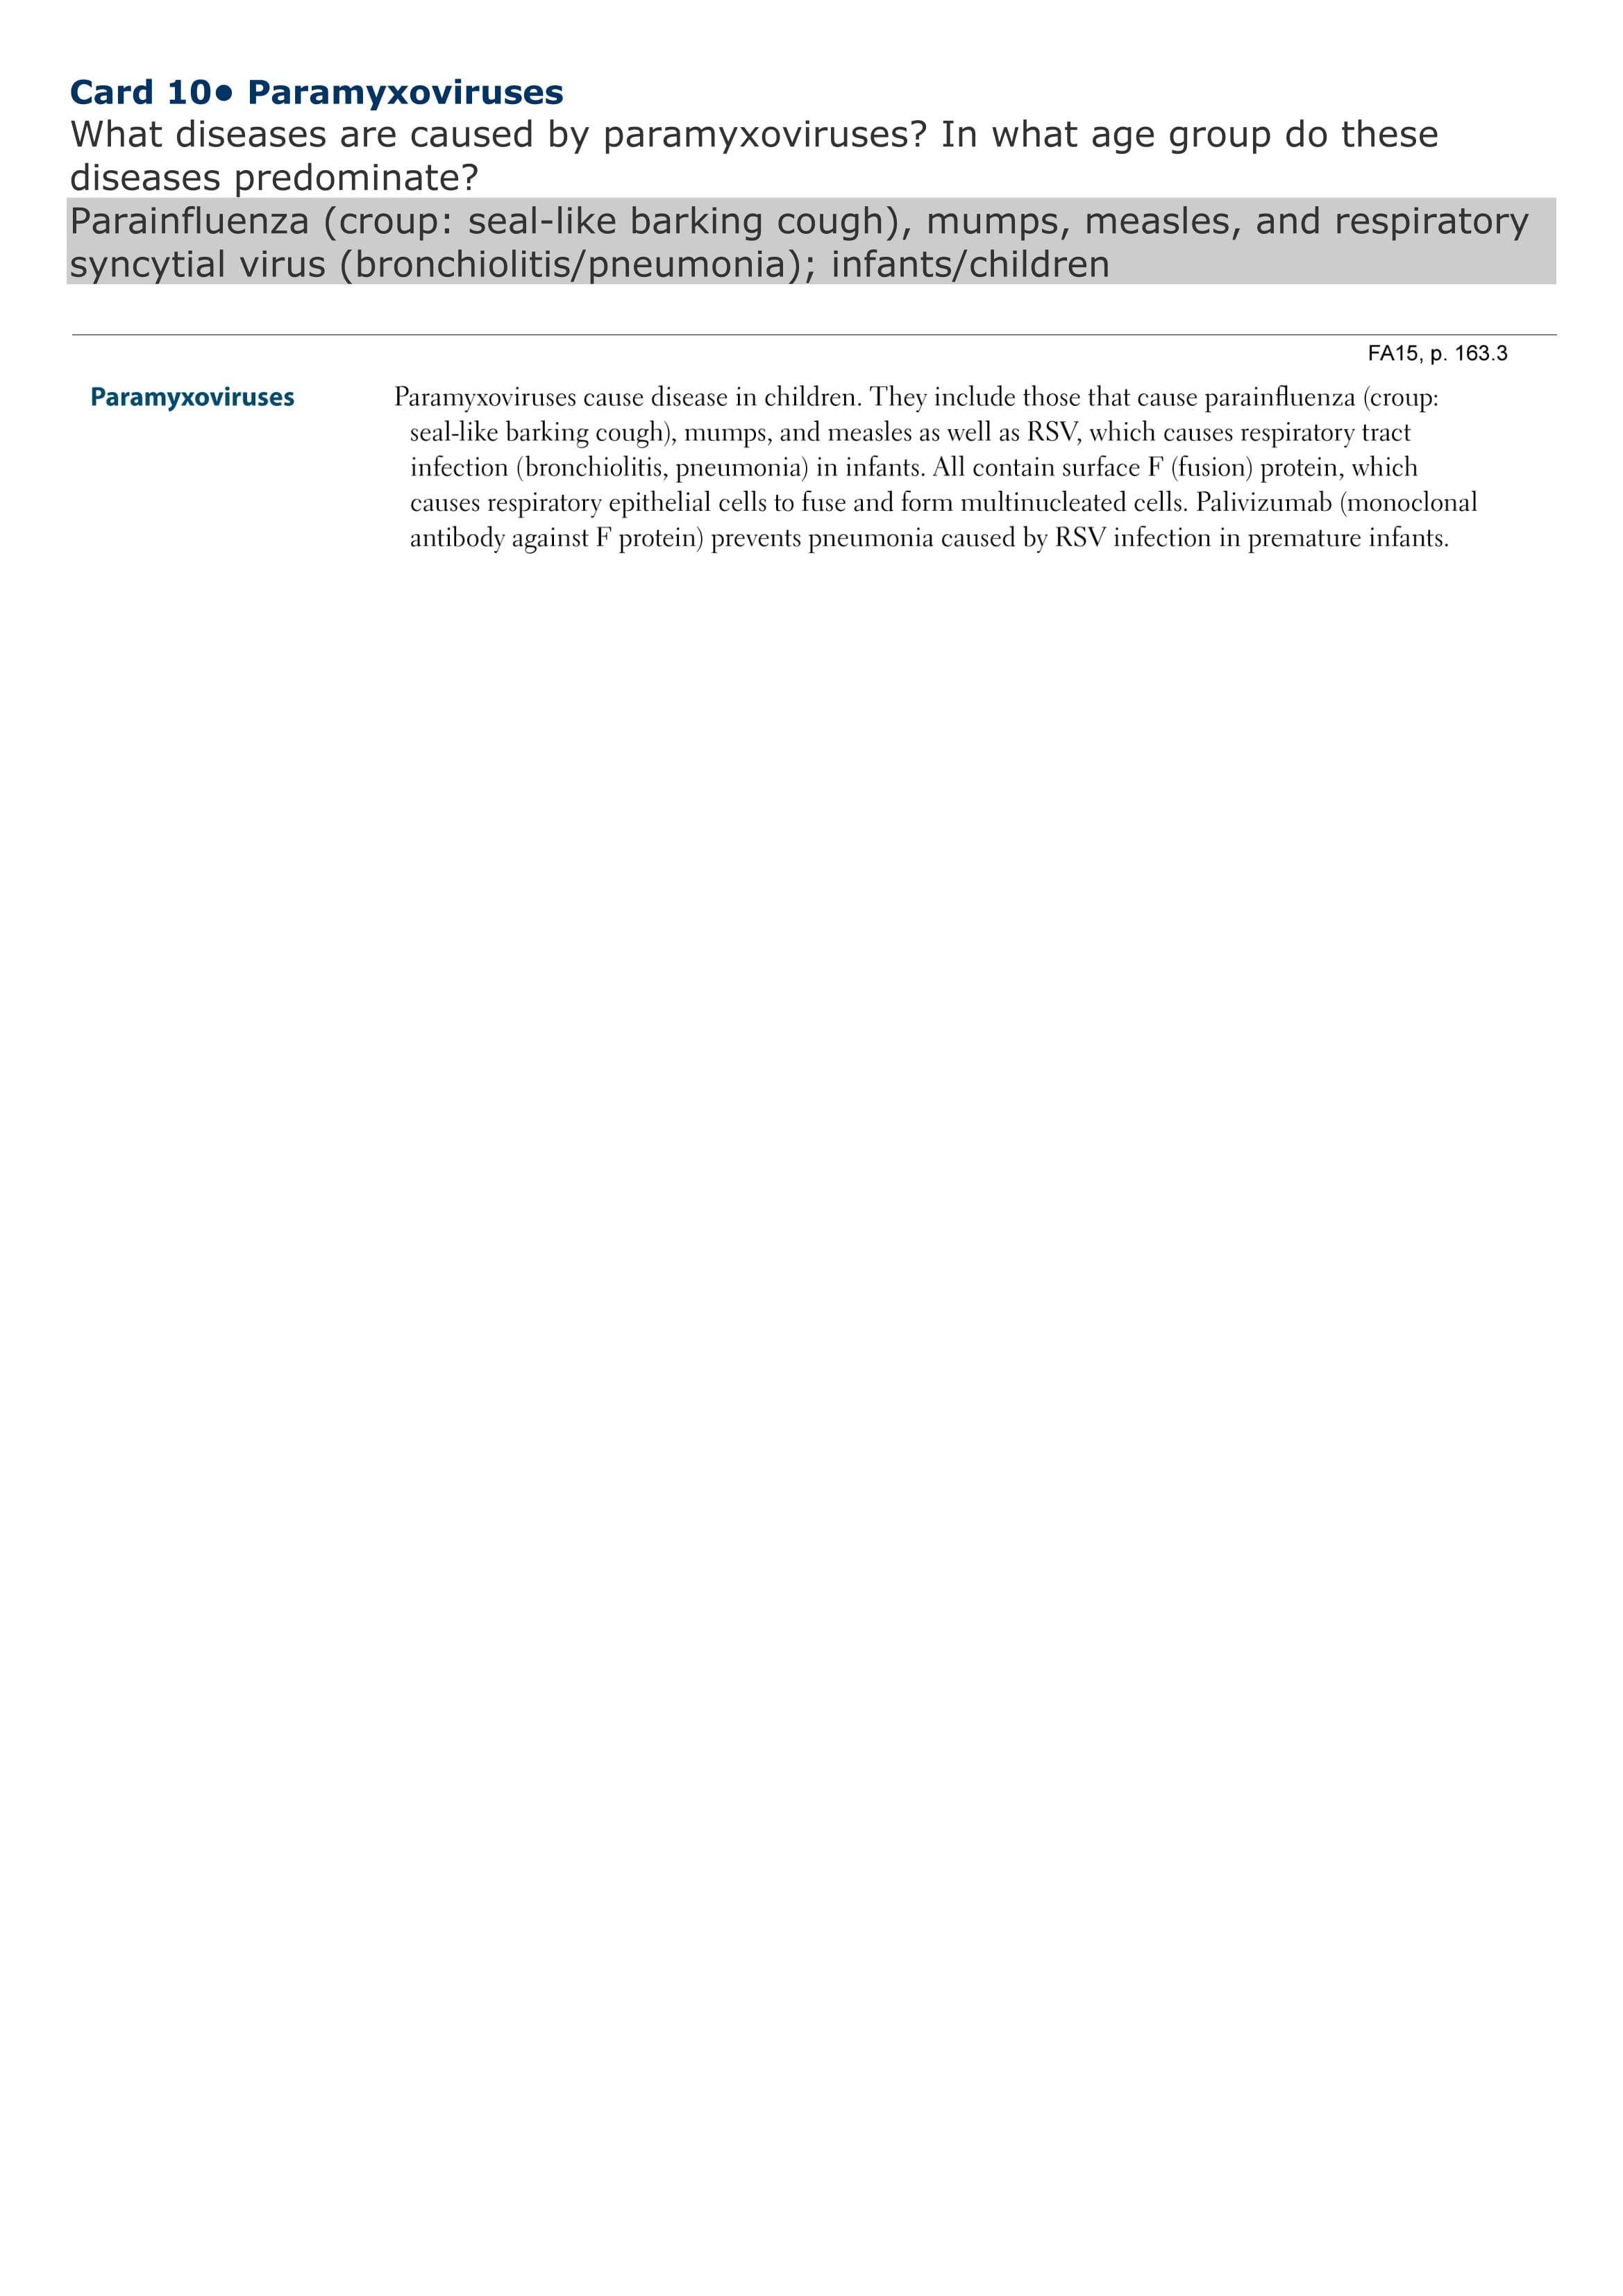 Card 10● Paramyxoviruses
What diseases are caused by paramyxoviruses? In what age group do these
diseases predominate?
Parainfluenza (croup: seal-like barking cough), mumps, measles, and respiratory
syncytial virus (bronchiolitis/pneumonia); infants/children
FA15, p. 163.3
Paramyxoviruses
Paramyxoviruses cause disease in children. They include those that cause parainfluenza (croup:
seal-like barking cough), mumps, and measles as well as RSV, which causes respiratory tract
infection (bronchiolitis, pneumonia) in infants. All contain surface F (fusion) protein, which
causes respiratory epithelial cells to fuse and form multinucleated cells. Palivizumab (monoclonal
antibody against F protein) prevents pneumonia caused by RSV infection in premature infants.